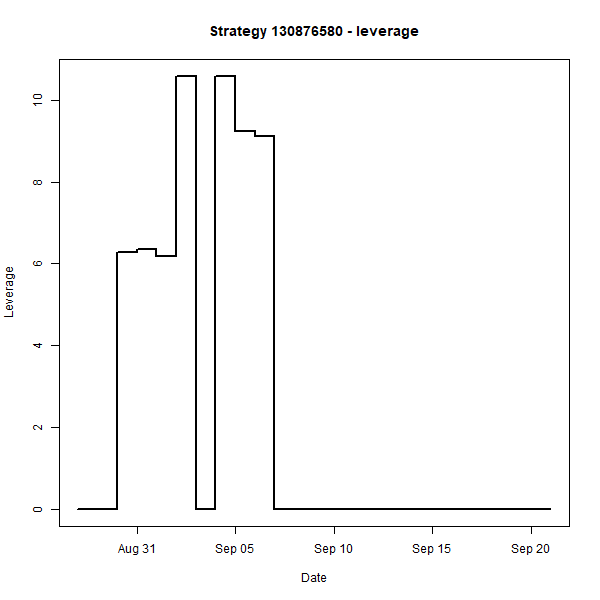 Strategy 130876580 - leverage
Leverage
10
8
6
4
2
0
Aug 31
Sep 05
Sep 10
Sep 15
Sep 20
Date